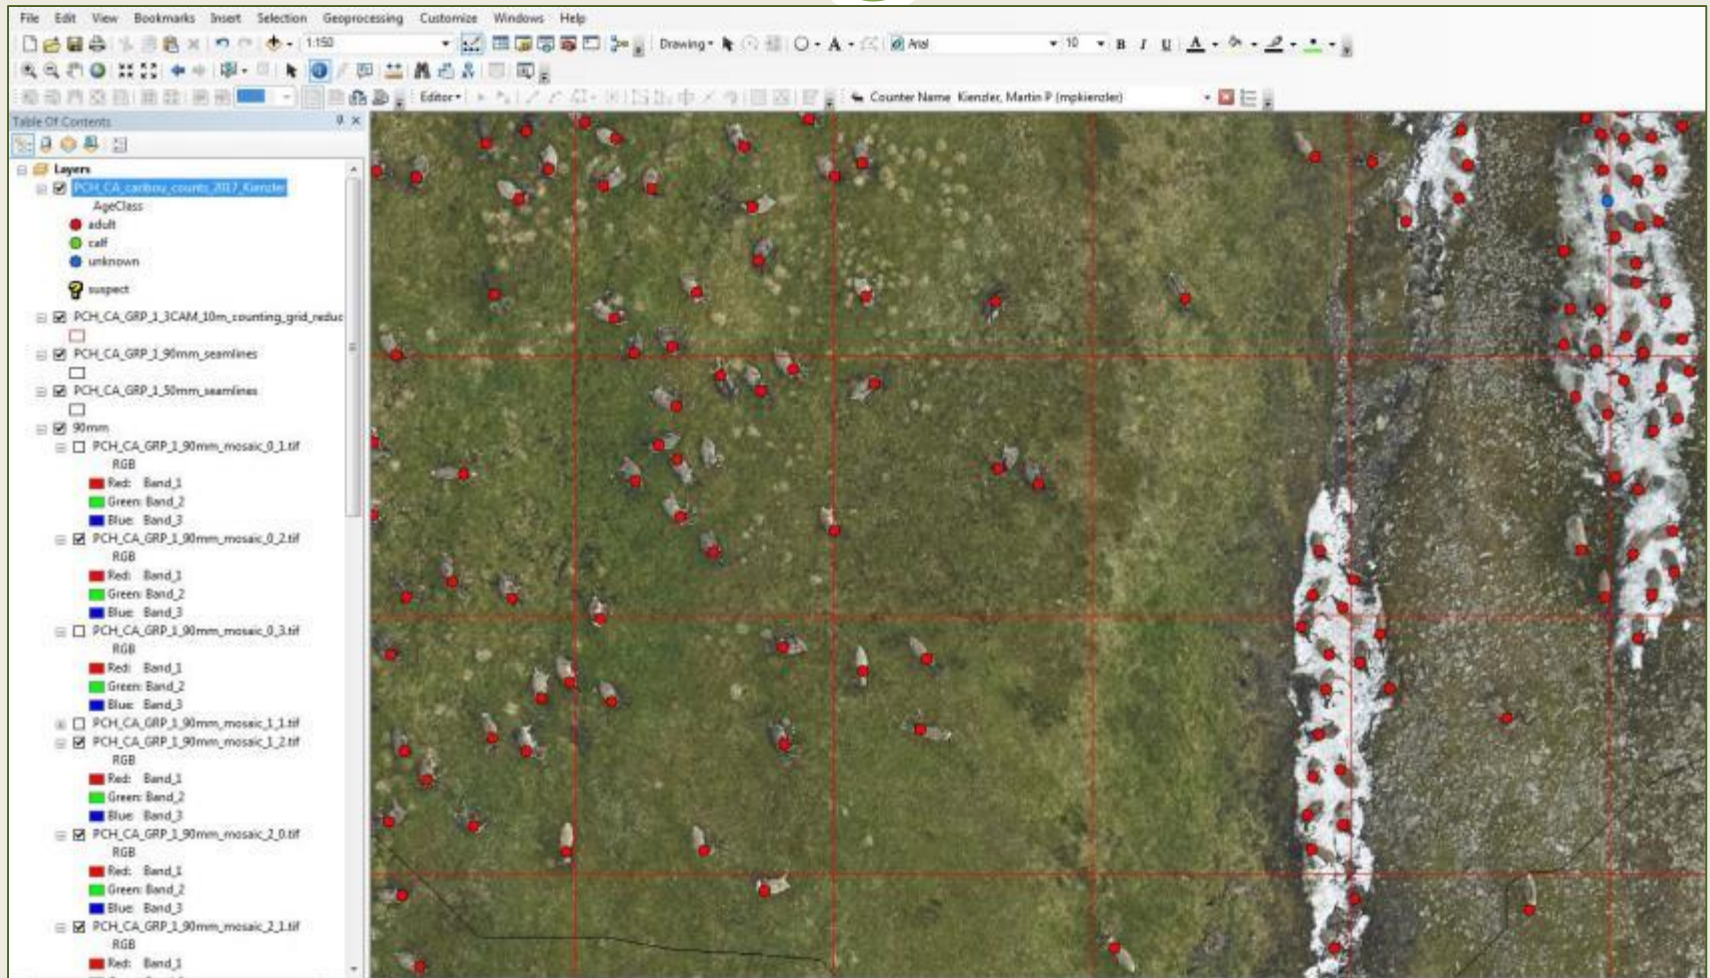 File Edit View Bookmarks Insert Selection Geoprocessing Customize Windows Help
1:150 Drawing Arial 10 B I U A
Editor Counter Name Kienzler, Martin P (mpkienzler)
Table Of Contents
Layers
PCH_CA_caribou_counts_2017_Kienzler
AgeClass
adult
calf
unknown
suspect
PCH_CA_GRP_1_3CAM_10m_counting_grid_reduc
PCH_CA_GRP_1_90mm_seamlines
PCH_CA_GRP_1_50mm_seamlines
90mm
PCH_CA_GRP_1_90mm_mosaic_0_1.tif
RGB
Red: Band_1
Green: Band_2
Blue: Band_3
PCH_CA_GRP_1_90mm_mosaic_0_2.tif
RGB
Red: Band_1
Green: Band_2
Blue: Band_3
PCH_CA_GRP_1_90mm_mosaic_0_3.tif
RGB
Red: Band_1
Green: Band_2
Blue: Band_3
PCH_CA_GRP_1_90mm_mosaic_1_1.tif
PCH_CA_GRP_1_90mm_mosaic_1_2.tif
RGB
Red: Band_1
Green: Band_2
Blue: Band_3
PCH_CA_GRP_1_90mm_mosaic_2_0.tif
RGB
Red: Band_1
Green: Band_2
Blue: Band_3
PCH_CA_GRP_1_90mm_mosaic_2_1.tif
RGB
Red: Band_1